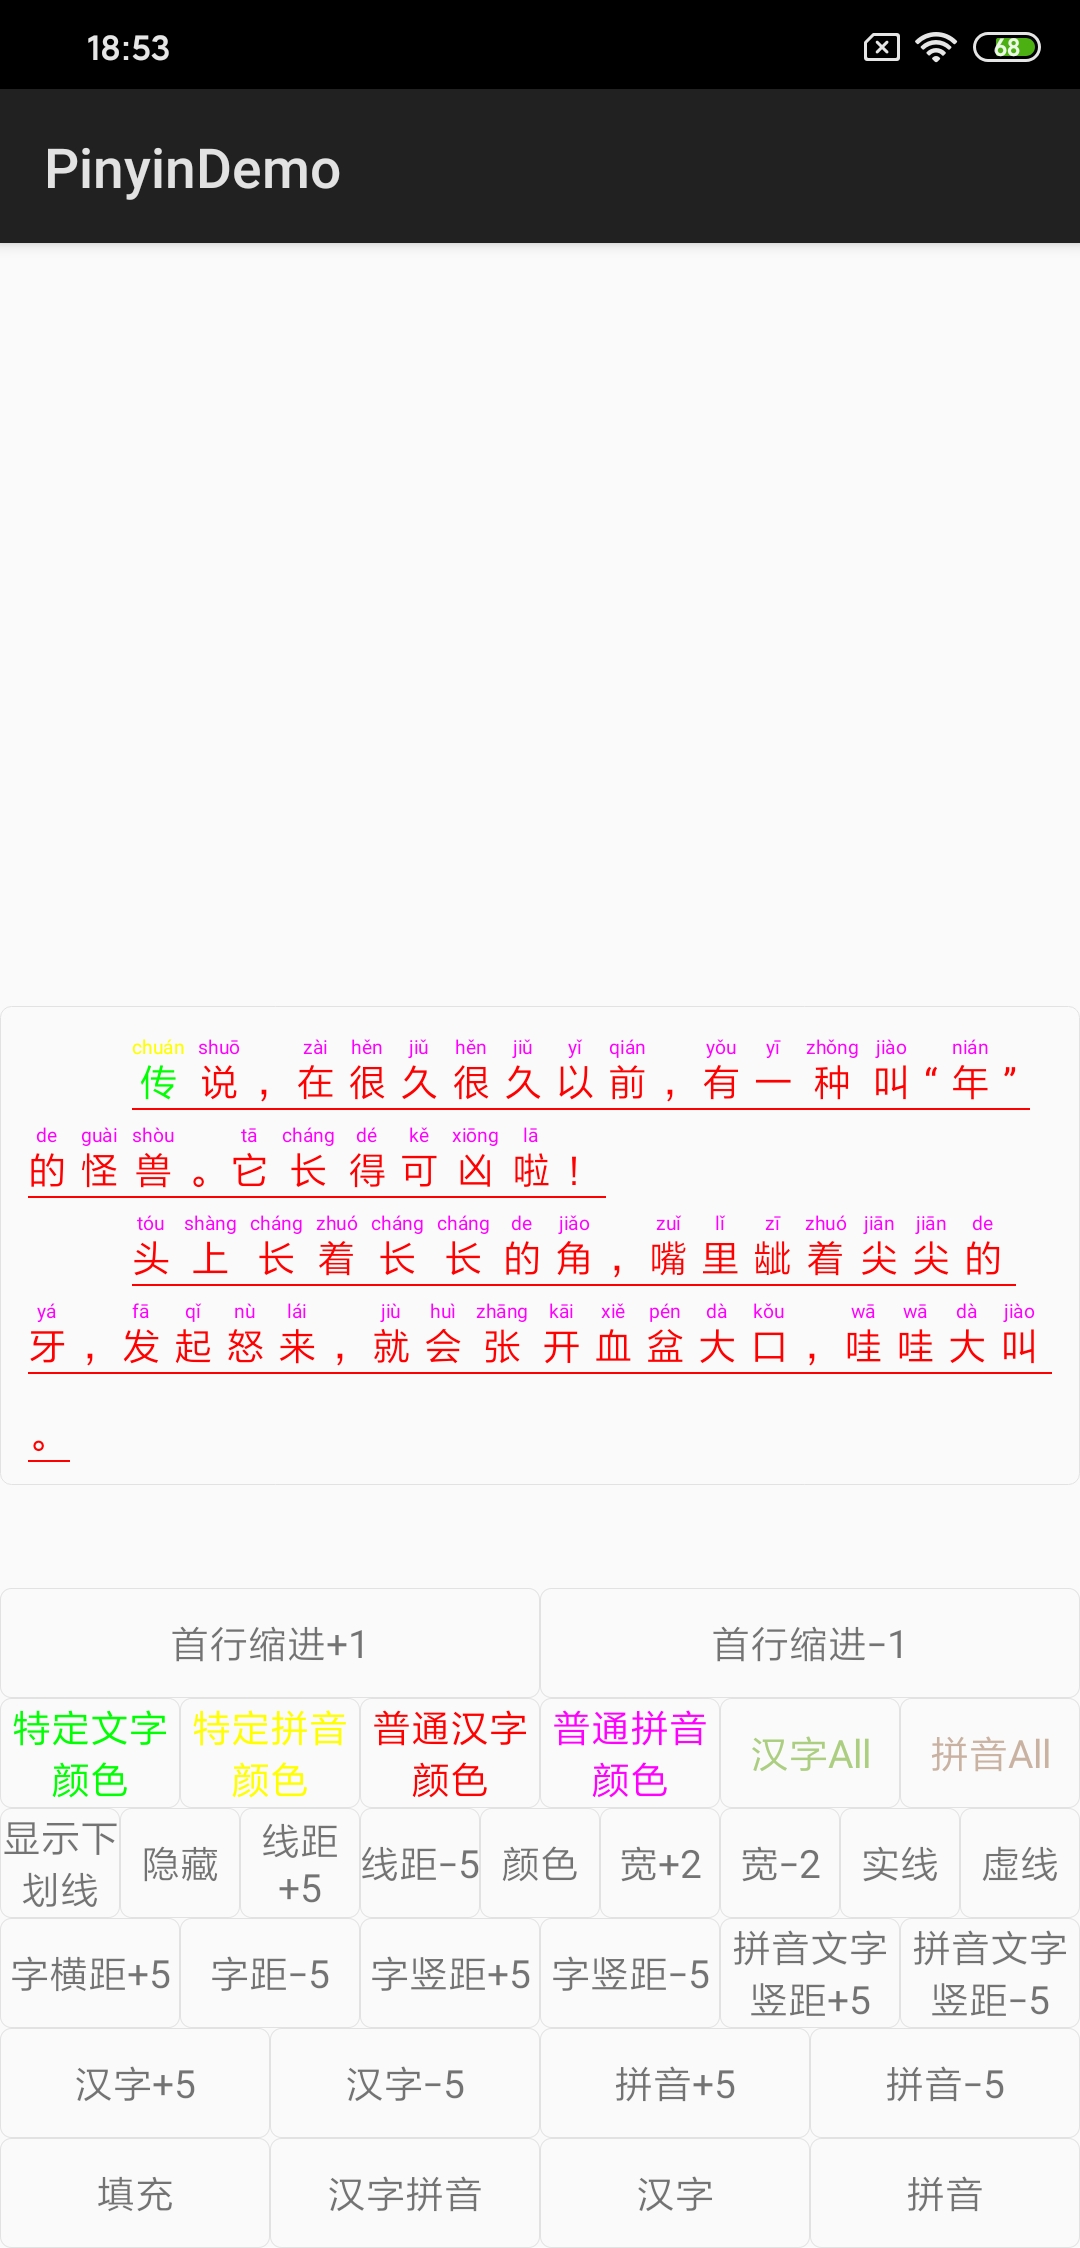 18:53
68
PinyinDemo
chuán shuō zài hěn jiǔ hěn jiǔ yǐ qián yǒu yī zhǒng jiào nián
传说，在很久很久以前，有一种叫“年”
de guài shòu tā cháng dé kě xiōng lā
的怪兽。它长得可凶啦！
tóu shàng cháng zhuó cháng cháng de jiǎo zuǐ lǐ zī zhuó jiān jiān de
头上长着长长的角，嘴里龇着尖尖的
yá fā qǐ nù lái jiù huì zhāng kāi xiě pén dà kǒu wā wā dà jiào
牙，发起怒来，就会张开血盆大口，哇哇大叫
。
首行缩进+1 首行缩进-1
特定文字颜色 特定拼音颜色 普通汉字颜色 普通拼音颜色 汉字All 拼音All
显示下划线 隐藏 线距+5 线距-5 颜色 宽+2 宽-2 实线 虚线
字横距+5 字距-5 字竖距+5 字竖距-5 拼音文字竖距+5 拼音文字竖距-5
汉字+5 汉字-5 拼音+5 拼音-5
填充 汉字拼音 汉字 拼音